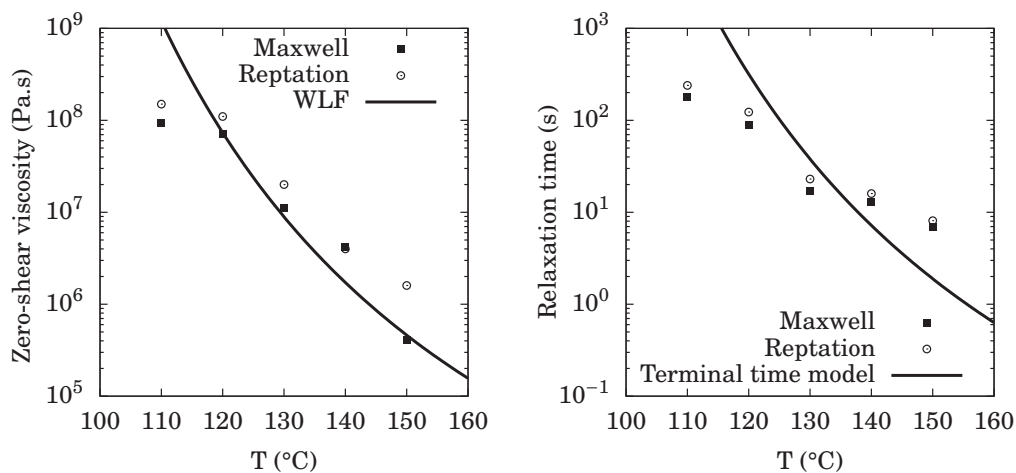 Zero-shear viscosity (Pa.s)
10^9
10^8
10^7
10^6
10^5
Maxwell
Reptation
WLF
100 110 120 130 140 150 160
T (°C)
Relaxation time (s)
10^3
10^2
10^1
10^0
10^-1
Maxwell
Reptation
Terminal time model
100 110 120 130 140 150 160
T (°C)